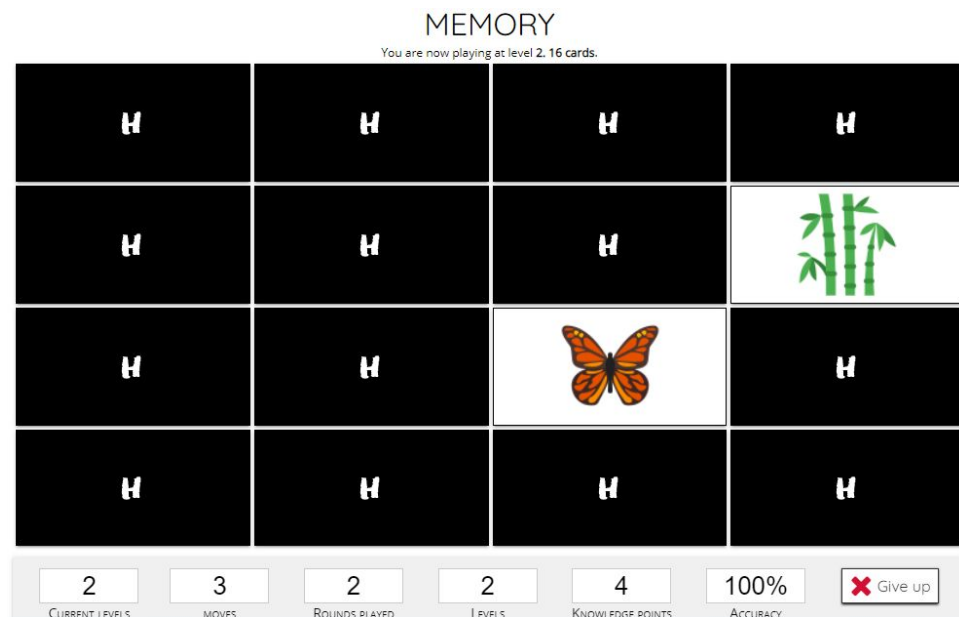 MEMORY
You are now playing at level 2. 16 cards.
H H H H
H H H
H H H
H H H H
2 3 2 2 4 100% Give up
CURRENT LEVELS MOVES ROUNDS PLAYED LEVELS KNOWLEDGE POINTS ACCURACY